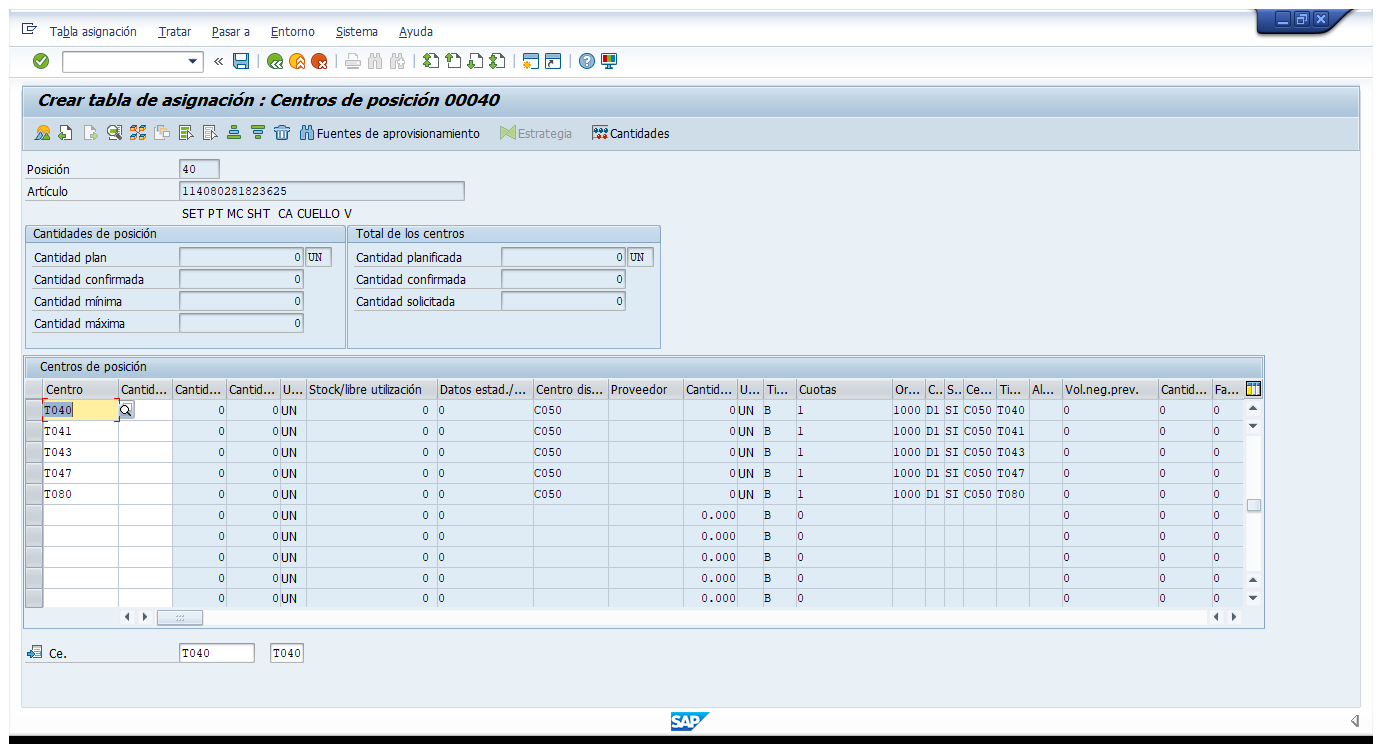 Tabla asignación Tratar Pasar a Entorno Sistema Ayuda
Crear tabla de asignación : Centros de posición 00040
Fuentes de aprovisionamiento Estrategia Cantidades
Posición 40
Artículo 114080281823625
SET PT MC SHT CA CUELLO V
Cantidades de posición Total de los centros
Cantidad plan 0 UN Cantidad planificada 0 UN
Cantidad confirmada 0 Cantidad confirmada 0
Cantidad mínima 0 Cantidad solicitada 0
Cantidad máxima 0
Centros de posición
Centro Cantid... Cantid... Cantid... U... Stock/libre utilización Datos estad./... Centro dis... Proveedor Cantid... U... Ti... Cuotas Or... C.. S.. Ce... Ti... Al... Vol.neg.prev. Cantid... Fa...
T040 0 0 UN 0 0 C050 0 UN B 1 1000 D1 SI C050 T040 0 0 0
T041 0 0 UN 0 0 C050 0 UN B 1 1000 D1 SI C050 T041 0 0 0
T043 0 0 UN 0 0 C050 0 UN B 1 1000 D1 SI C050 T043 0 0 0
T047 0 0 UN 0 0 C050 0 UN B 1 1000 D1 SI C050 T047 0 0 0
T080 0 0 UN 0 0 C050 0 UN B 1 1000 D1 SI C050 T080 0 0 0
0 0 UN 0 0 0.000 B 0 0 0 0
0 0 UN 0 0 0.000 B 0 0 0 0
0 0 UN 0 0 0.000 B 0 0 0 0
0 0 UN 0 0 0.000 B 0 0 0 0
0 0 UN 0 0 0.000 B 0 0 0 0
Ce. T040 T040
SAP